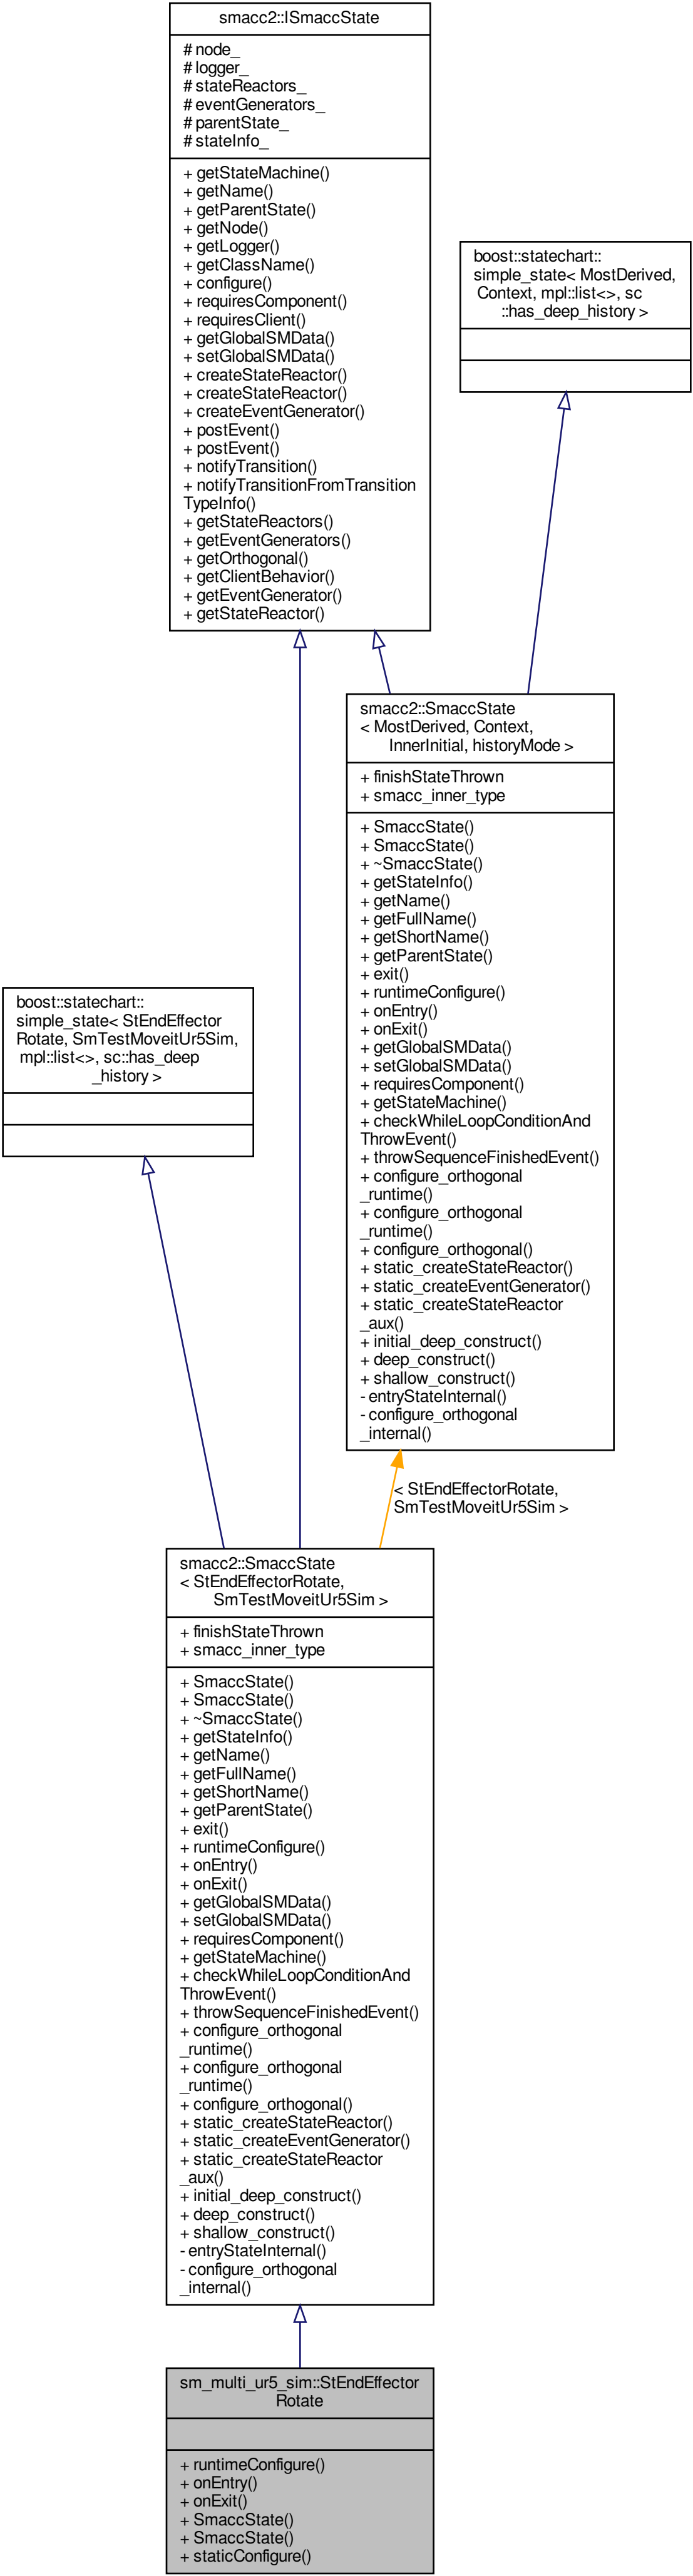 smacc2::ISmaccState
# node_
# logger_
# stateReactors_
# eventGenerators_
# parentState_
# stateInfo_
+ getStateMachine()
+ getName()
+ getParentState()
+ getNode()
+ getLogger()
+ getClassName()
+ configure()
+ requiresComponent()
+ requiresClient()
+ getGlobalSMData()
+ setGlobalSMData()
+ createStateReactor()
+ createStateReactor()
+ createEventGenerator()
+ postEvent()
+ postEvent()
+ notifyTransition()
+ notifyTransitionFromTransition
TypeInfo()
+ getStateReactors()
+ getEventGenerators()
+ getOrthogonal()
+ getClientBehavior()
+ getEventGenerator()
+ getStateReactor()
boost::statechart::
simple_state< MostDerived,
Context, mpl::list<>, sc
::has_deep_history >
smacc2::SmaccState
< MostDerived, Context,
InnerInitial, historyMode >
+ finishStateThrown
+ smacc_inner_type
+ SmaccState()
+ SmaccState()
+ ~SmaccState()
+ getStateInfo()
+ getName()
+ getFullName()
+ getShortName()
+ getParentState()
+ exit()
+ runtimeConfigure()
+ onEntry()
+ onExit()
+ getGlobalSMData()
+ setGlobalSMData()
+ requiresComponent()
+ getStateMachine()
+ checkWhileLoopConditionAnd
ThrowEvent()
+ throwSequenceFinishedEvent()
+ configure_orthogonal
_runtime()
+ configure_orthogonal
_runtime()
+ configure_orthogonal()
+ static_createStateReactor()
+ static_createEventGenerator()
+ static_createStateReactor
_aux()
+ initial_deep_construct()
+ deep_construct()
+ shallow_construct()
- entryStateInternal()
- configure_orthogonal
_internal()
boost::statechart::
simple_state< StEndEffector
Rotate, SmTestMoveitUr5Sim,
mpl::list<>, sc::has_deep
_history >
< StEndEffectorRotate,
SmTestMoveitUr5Sim >
smacc2::SmaccState
< StEndEffectorRotate,
SmTestMoveitUr5Sim >
+ finishStateThrown
+ smacc_inner_type
+ SmaccState()
+ SmaccState()
+ ~SmaccState()
+ getStateInfo()
+ getName()
+ getFullName()
+ getShortName()
+ getParentState()
+ exit()
+ runtimeConfigure()
+ onEntry()
+ onExit()
+ getGlobalSMData()
+ setGlobalSMData()
+ requiresComponent()
+ getStateMachine()
+ checkWhileLoopConditionAnd
ThrowEvent()
+ throwSequenceFinishedEvent()
+ configure_orthogonal
_runtime()
+ configure_orthogonal
_runtime()
+ configure_orthogonal()
+ static_createStateReactor()
+ static_createEventGenerator()
+ static_createStateReactor
_aux()
+ initial_deep_construct()
+ deep_construct()
+ shallow_construct()
- entryStateInternal()
- configure_orthogonal
_internal()
sm_multi_ur5_sim::StEndEffector
Rotate
+ runtimeConfigure()
+ onEntry()
+ onExit()
+ SmaccState()
+ SmaccState()
+ staticConfigure()